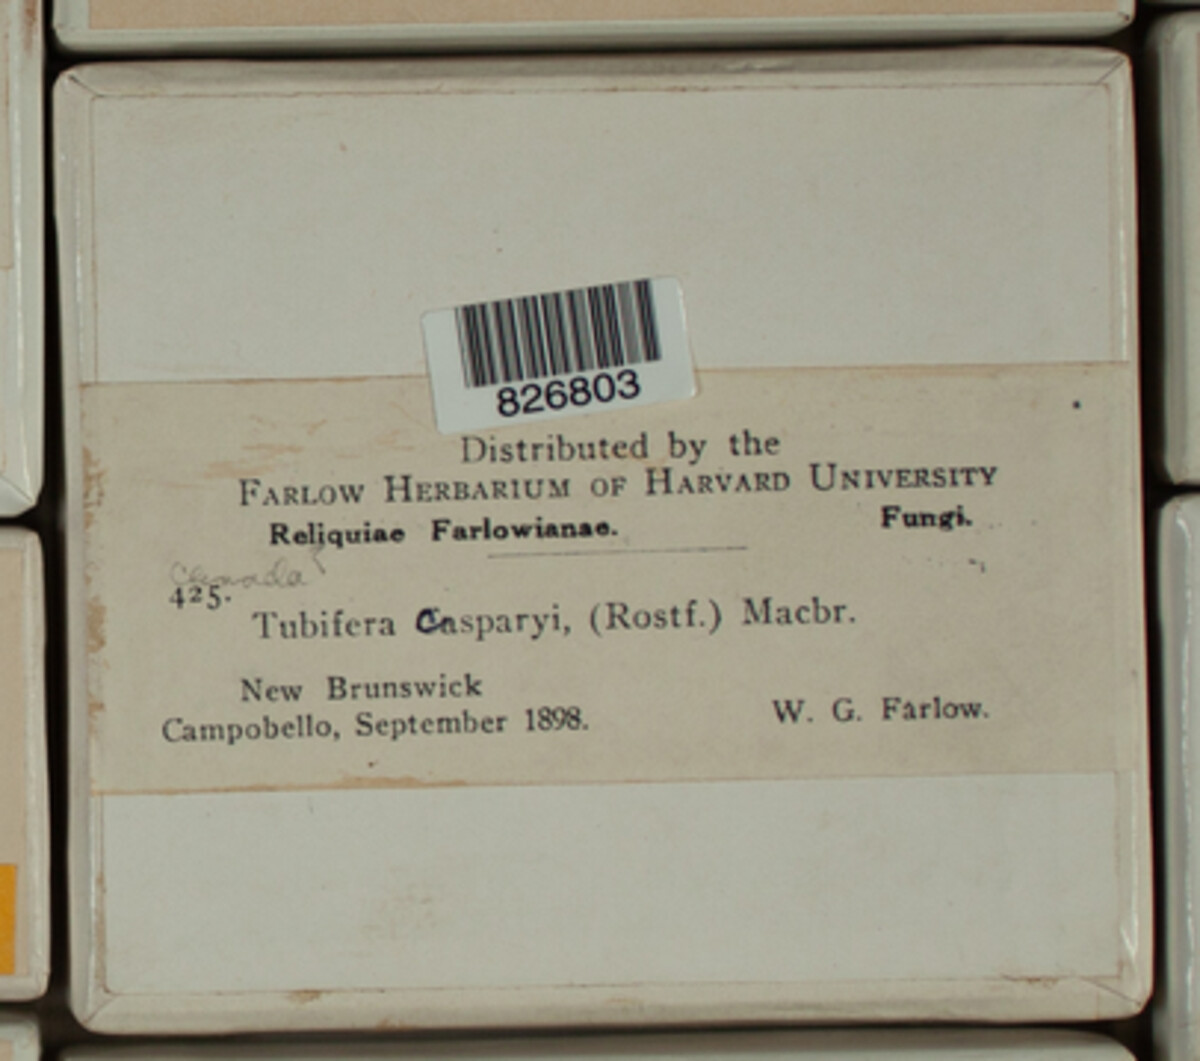 826803
Distributed by the
FARLOW HERBARIUM OF HARVARD UNIVERSITY
Reliquiae Farlowianae. Fungi.
Canada
425.
Tubifera Casparyi, (Rostf.) Macbr.
New Brunswick
Campobello, September 1898. W. G. Farlow.